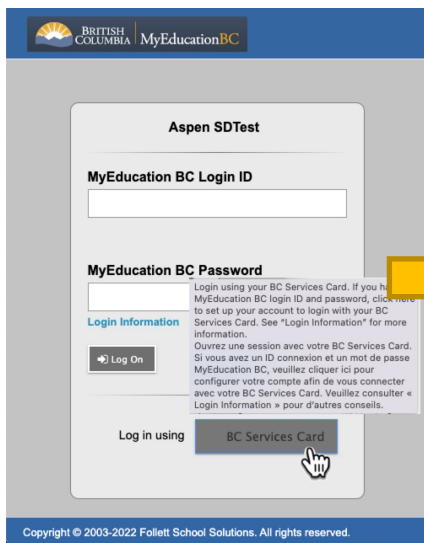 BRITISH
COLUMBIA
MyEducationBC
Aspen SDTest
MyEducation BC Login ID
MyEducation BC Password
Login using your BC Services Card. If you
MyEducation BC login ID and password, click here
to set up your account to login with your BC
Services Card. See "Login Information" for more
information.
Ouvrez une session avec votre BC Services Card.
Si vous avez un ID connexion et un mot de passe
MyEducation BC, veuillez cliquer ici pour
configurer votre compte afin de vous connecter
avec votre BC Services Card. Veuillez consulter «
Login Information » pour d'autres conseils.
Login Information
Log On
Log in using
BC Services Card
Copyright © 2003-2022 Follett School Solutions. All rights reserved.